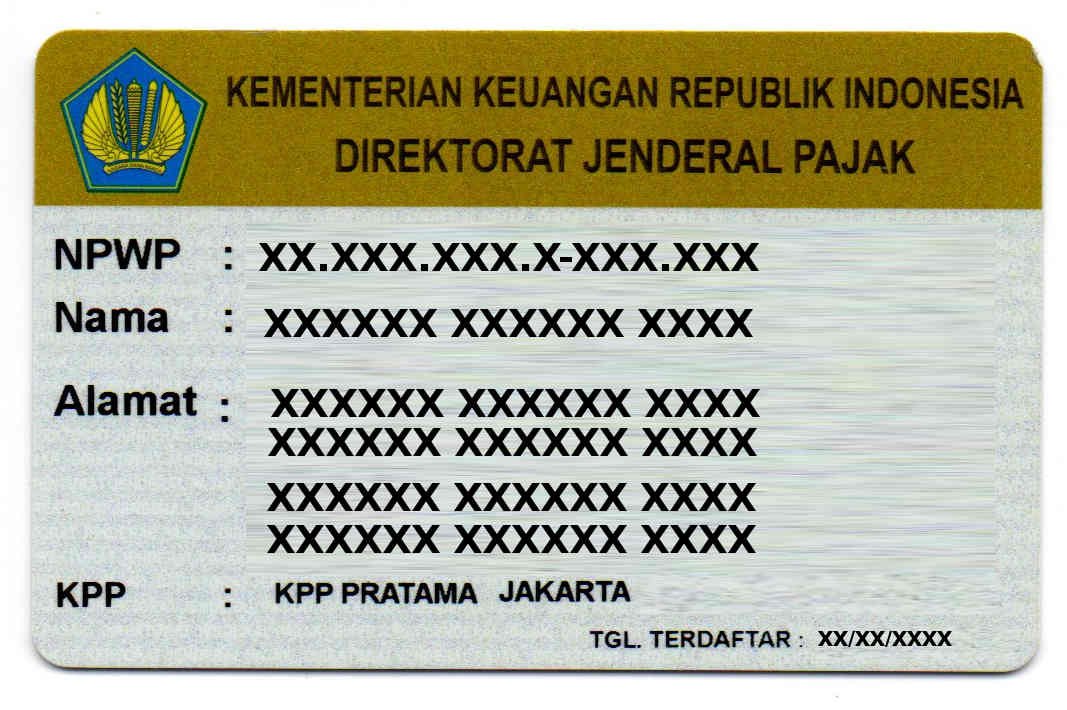 KEMENTERIAN KEUANGAN REPUBLIK INDONESIA
DIREKTORAT JENDERAL PAJAK
NPWP : XX.XXX.XXX.X-XXX.XXX
Nama : XXXXXX XXXXXX XXXX
Alamat : XXXXXX XXXXXX XXXX
XXXXXX XXXXXX XXXX
XXXXXX XXXXXX XXXX
XXXXXX XXXXXX XXXX
KPP : KPP PRATAMA JAKARTA
TGL. TERDAFTAR : XX/XX/XXXX